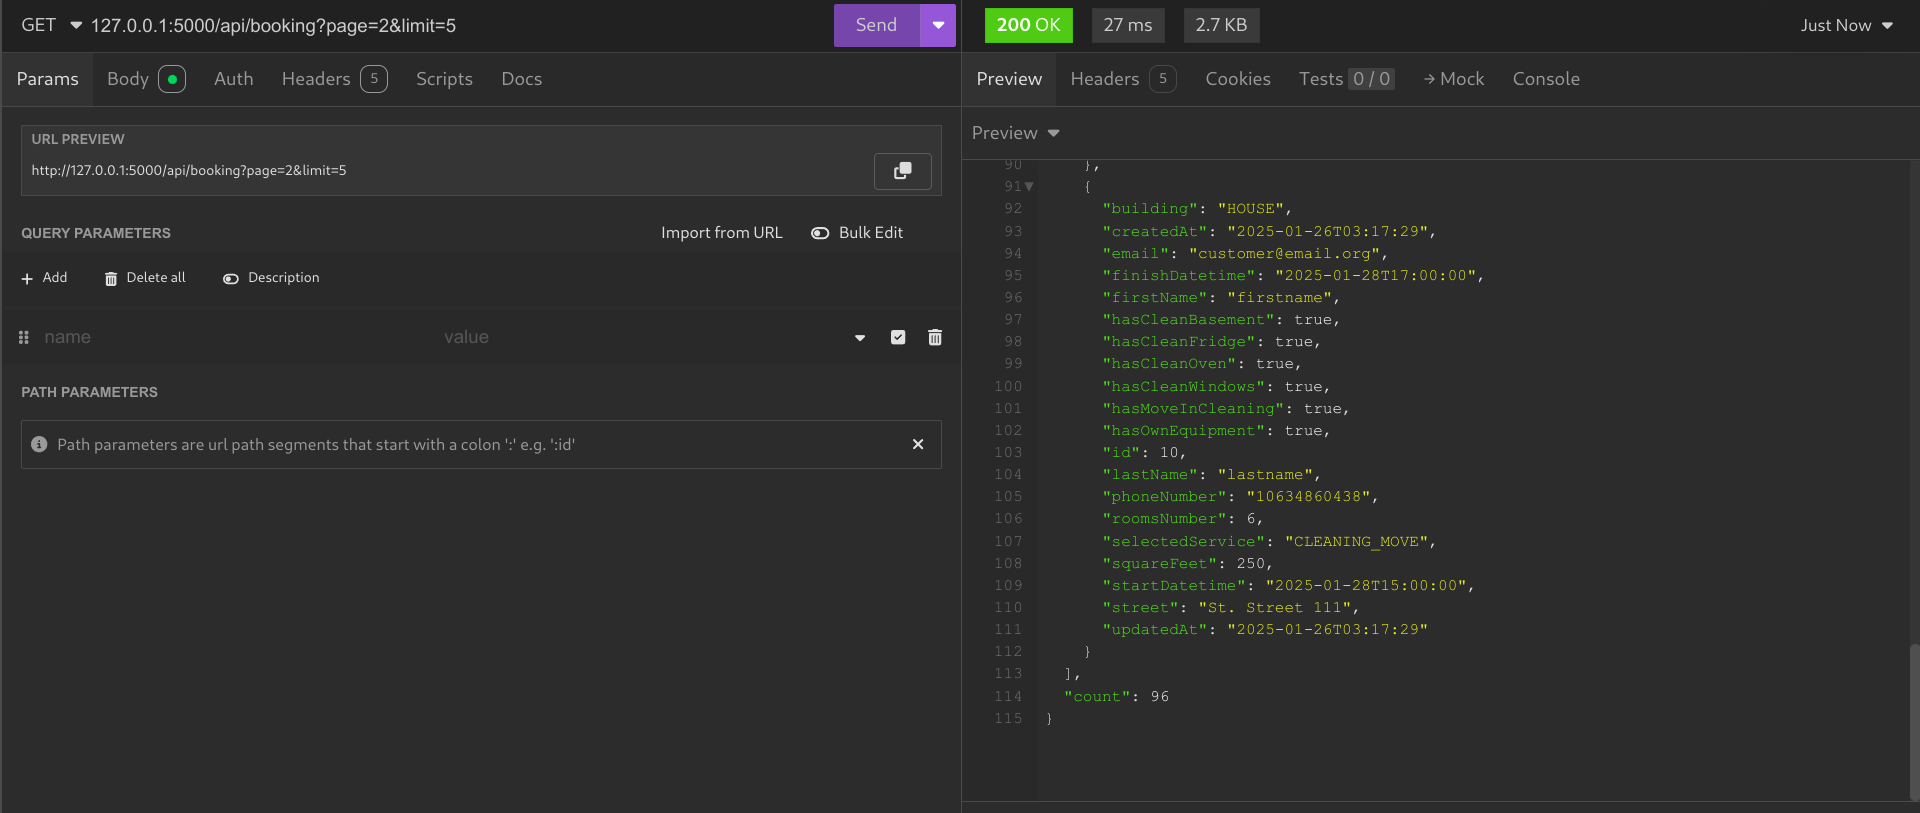 GET 127.0.0.1:5000/api/booking?page=2&limit=5 Send
Params Body Auth Headers 5 Scripts Docs
URL PREVIEW
http://127.0.0.1:5000/api/booking?page=2&limit=5
QUERY PARAMETERS Import from URL Bulk Edit
Add Delete all Description
name value
PATH PARAMETERS
Path parameters are url path segments that start with a colon ':' e.g. ':id'
200 OK 27 ms 2.7 KB Just Now
Preview Headers 5 Cookies Tests 0 / 0 → Mock Console
Preview
90 },
91 {
92 "building": "HOUSE",
93 "createdAt": "2025-01-26T03:17:29",
94 "email": "customer@email.org",
95 "finishDatetime": "2025-01-28T17:00:00",
96 "firstName": "firstname",
97 "hasCleanBasement": true,
98 "hasCleanFridge": true,
99 "hasCleanOven": true,
100 "hasCleanWindows": true,
101 "hasMoveInCleaning": true,
102 "hasOwnEquipment": true,
103 "id": 10,
104 "lastName": "lastname",
105 "phoneNumber": "10634860438",
106 "roomsNumber": 6,
107 "selectedService": "CLEANING_MOVE",
108 "squareFeet": 250,
109 "startDatetime": "2025-01-28T15:00:00",
110 "street": "St. Street 111",
111 "updatedAt": "2025-01-26T03:17:29"
112 }
113 ],
114 "count": 96
115 }